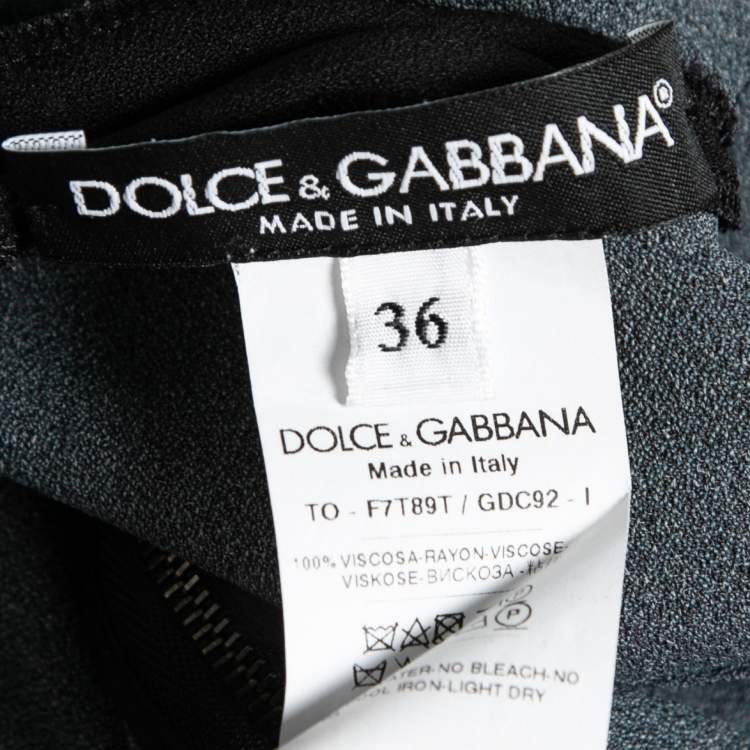 DOLCE & GABBANA®
MADE IN ITALY
36
DOLCE & GABBANA
Made in Italy
TO - F7T89T / GDC92 - I
100% VISCOSA-RAYON-VISCOSE-
VISKOSE-ВИСКОЗА -
P
NO BLEACH-NO
IRON-LIGHT DRY